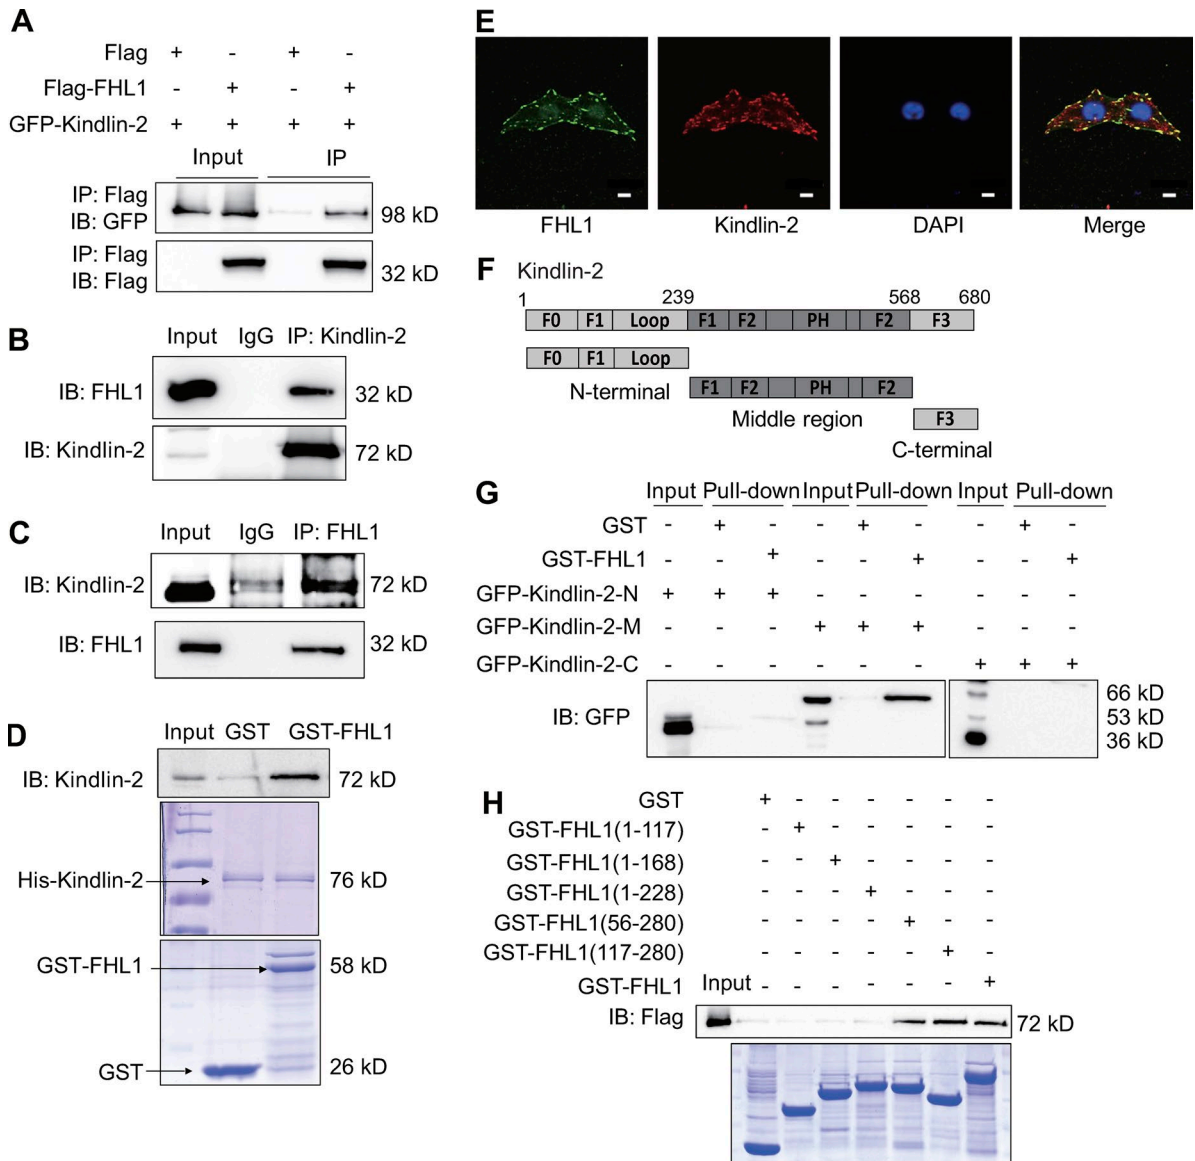 A
Flag + - + -
Flag-FHL1 - + - +
GFP-Kindlin-2 + + + +
Input IP
IP: Flag
IB: GFP
98 kD
IP: Flag
IB: Flag
32 kD
B
Input IgG IP: Kindlin-2
IB: FHL1 32 kD
IB: Kindlin-2 72 kD
C
Input IgG IP: FHL1
IB: Kindlin-2 72 kD
IB: FHL1 32 kD
D
Input GST GST-FHL1
IB: Kindlin-2 72 kD
His-Kindlin-2 76 kD
GST-FHL1 58 kD
GST 26 kD
E
FHL1 Kindlin-2 DAPI Merge
F
Kindlin-2
1 239 568 680
F0 F1 Loop F1 F2 PH F2 F3
F0 F1 Loop
N-terminal
F1 F2 PH F2
Middle region
F3
C-terminal
G
Input Pull-down Input Pull-down Input Pull-down
GST - + - - + - - + -
GST-FHL1 - - + - - + - - +
GFP-Kindlin-2-N + + + - - - - - -
GFP-Kindlin-2-M - - - + + + - - -
GFP-Kindlin-2-C - - - - - - + + +
IB: GFP
66 kD
53 kD
36 kD
H
GST + - - - - - -
GST-FHL1(1-117) - + - - - - -
GST-FHL1(1-168) - - + - - - -
GST-FHL1(1-228) - - - + - - -
GST-FHL1(56-280) - - - - + - -
GST-FHL1(117-280) - - - - - + -
GST-FHL1 Input - - - - - - +
IB: Flag 72 kD